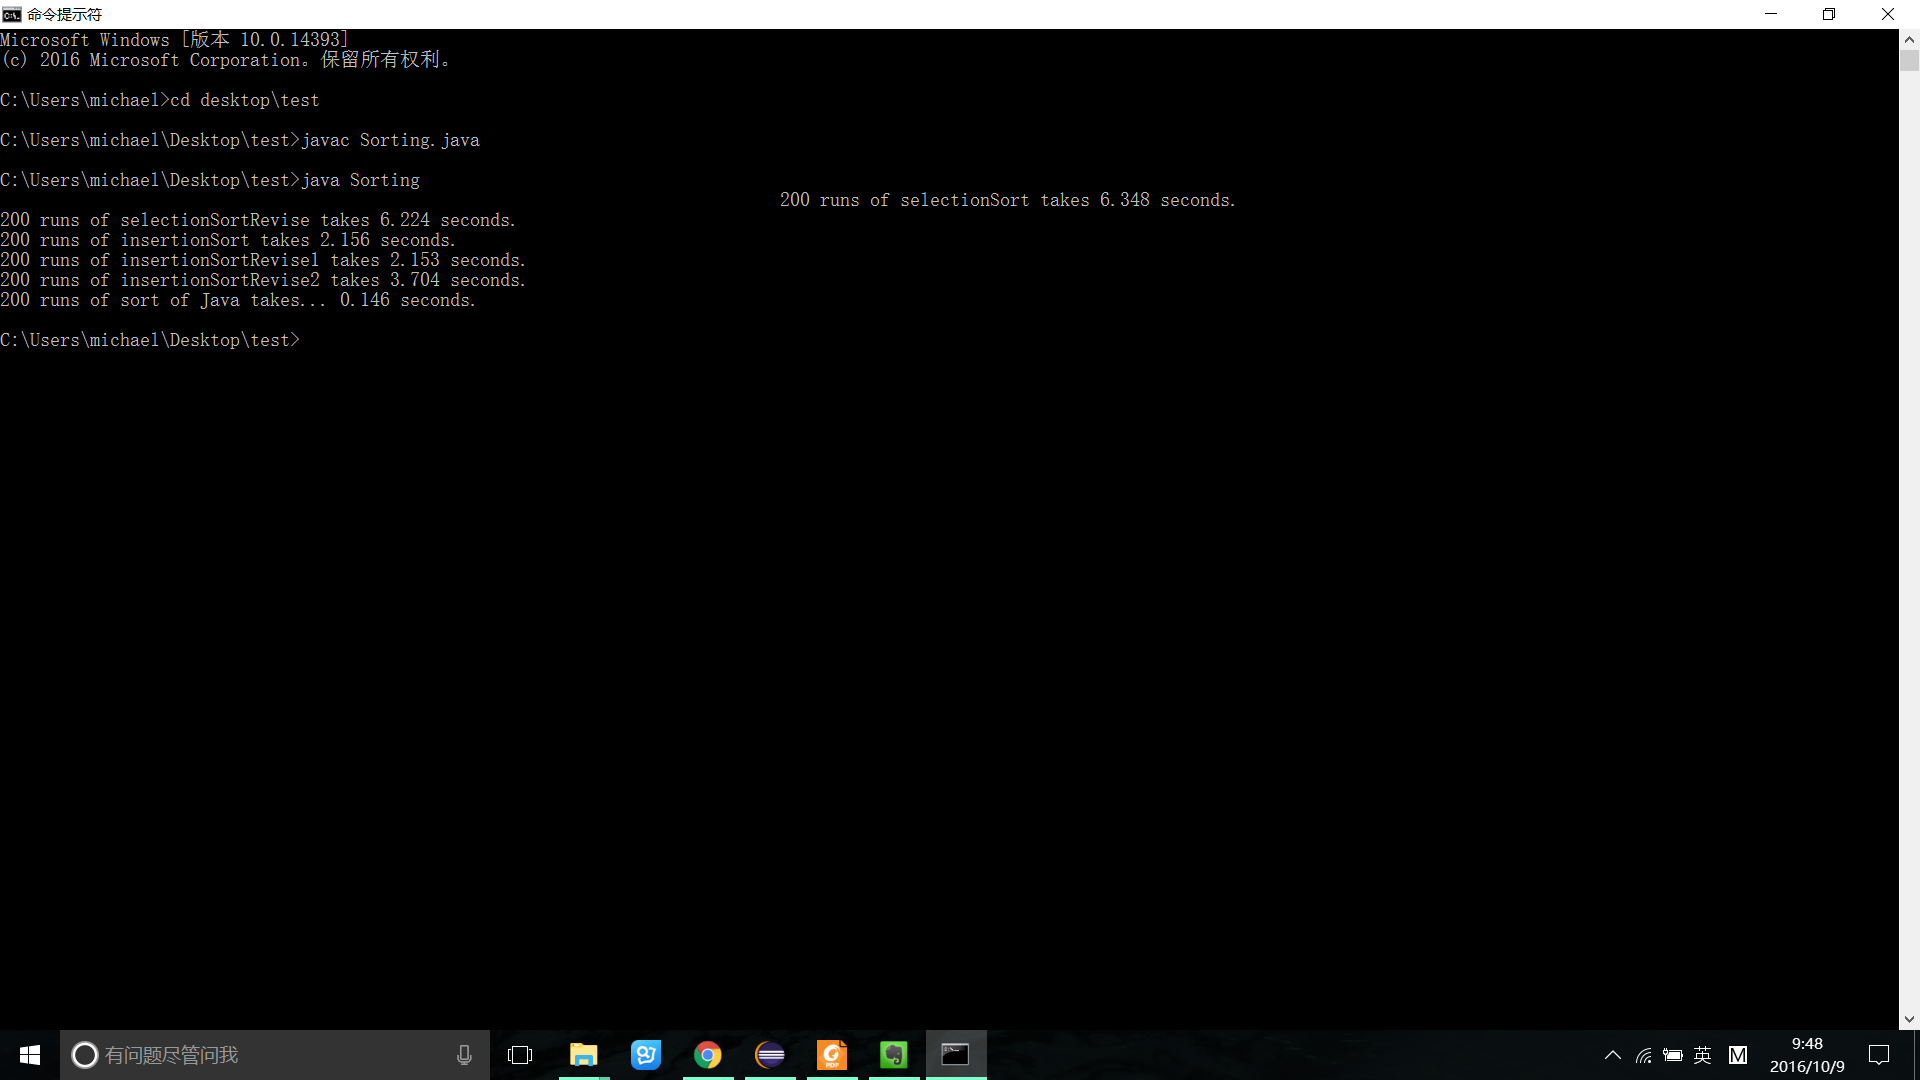 命令提示符
Microsoft Windows [版本 10.0.14393]
(c) 2016 Microsoft Corporation。保留所有权利。
C:\Users\michael>cd desktop\test
C:\Users\michael\Desktop\test>javac Sorting.java
C:\Users\michael\Desktop\test>java Sorting
200 runs of selectionSort takes 6.348 seconds.
200 runs of selectionSortRevise takes 6.224 seconds.
200 runs of insertionSort takes 2.156 seconds.
200 runs of insertionSortRevise1 takes 2.153 seconds.
200 runs of insertionSortRevise2 takes 3.704 seconds.
200 runs of sort of Java takes... 0.146 seconds.
C:\Users\michael\Desktop\test>
有问题尽管问我
PDF
英
M
9:48
2016/10/9